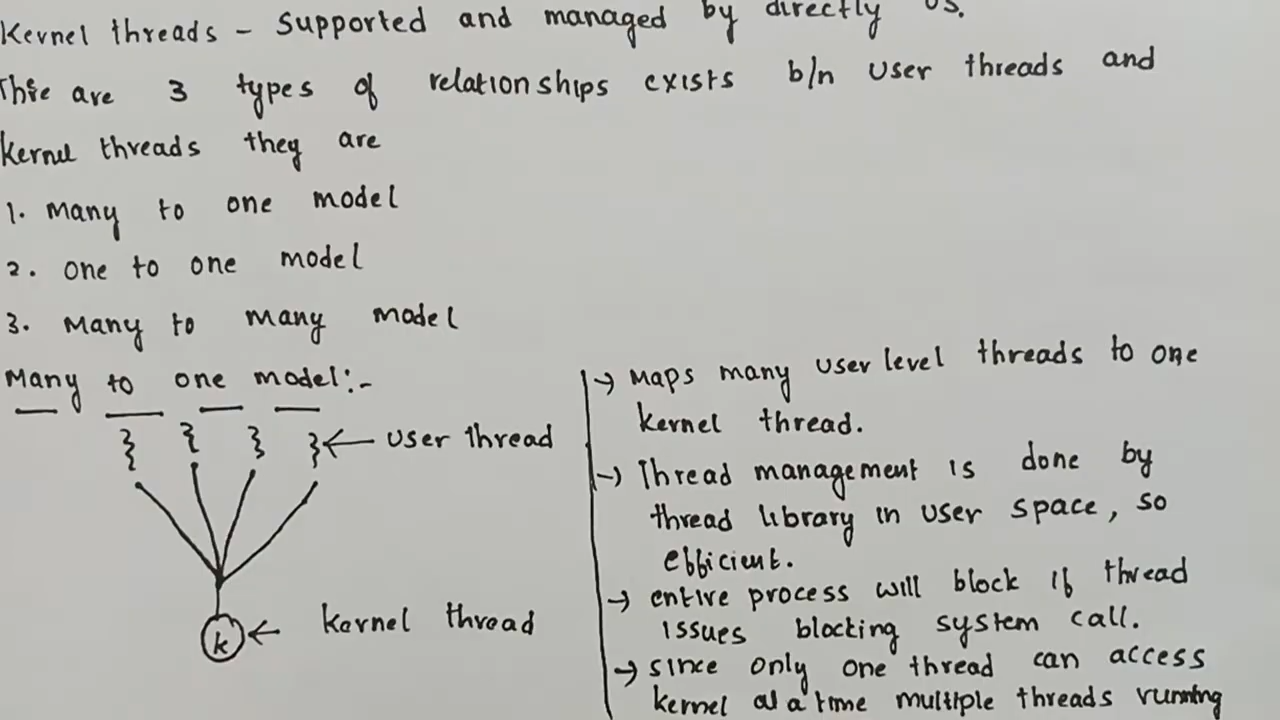 Kernel threads - Supported and managed by directly OS.
There are 3 types of relationships exists b/n user threads and
kernel threads they are
1. Many to one model
2. one to one model
3. Many to many model
Many to one model:-
← user thread
k ← kernel thread
→ Maps many user level threads to one
kernel thread.
→ Thread management is done by
thread library in user space, so
efficient.
→ entire process will block if thread
issues blocking system call.
→ since only one thread can access
kernel at a time multiple threads running